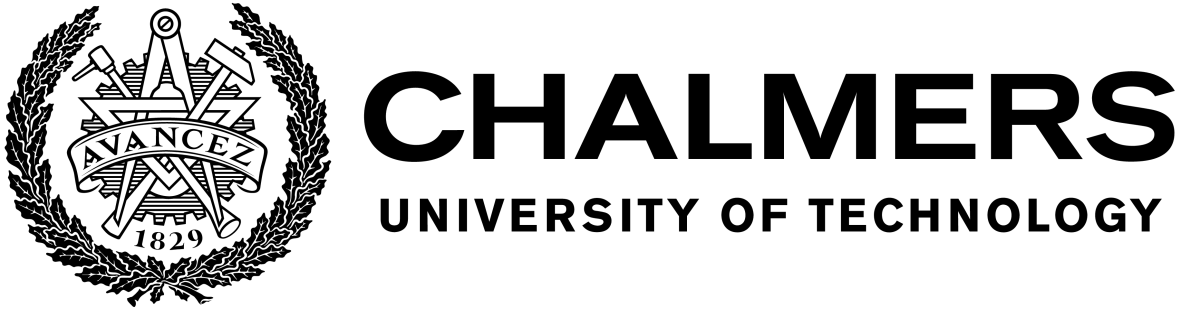 AVANCEZ
1829
CHALMERS
UNIVERSITY OF TECHNOLOGY